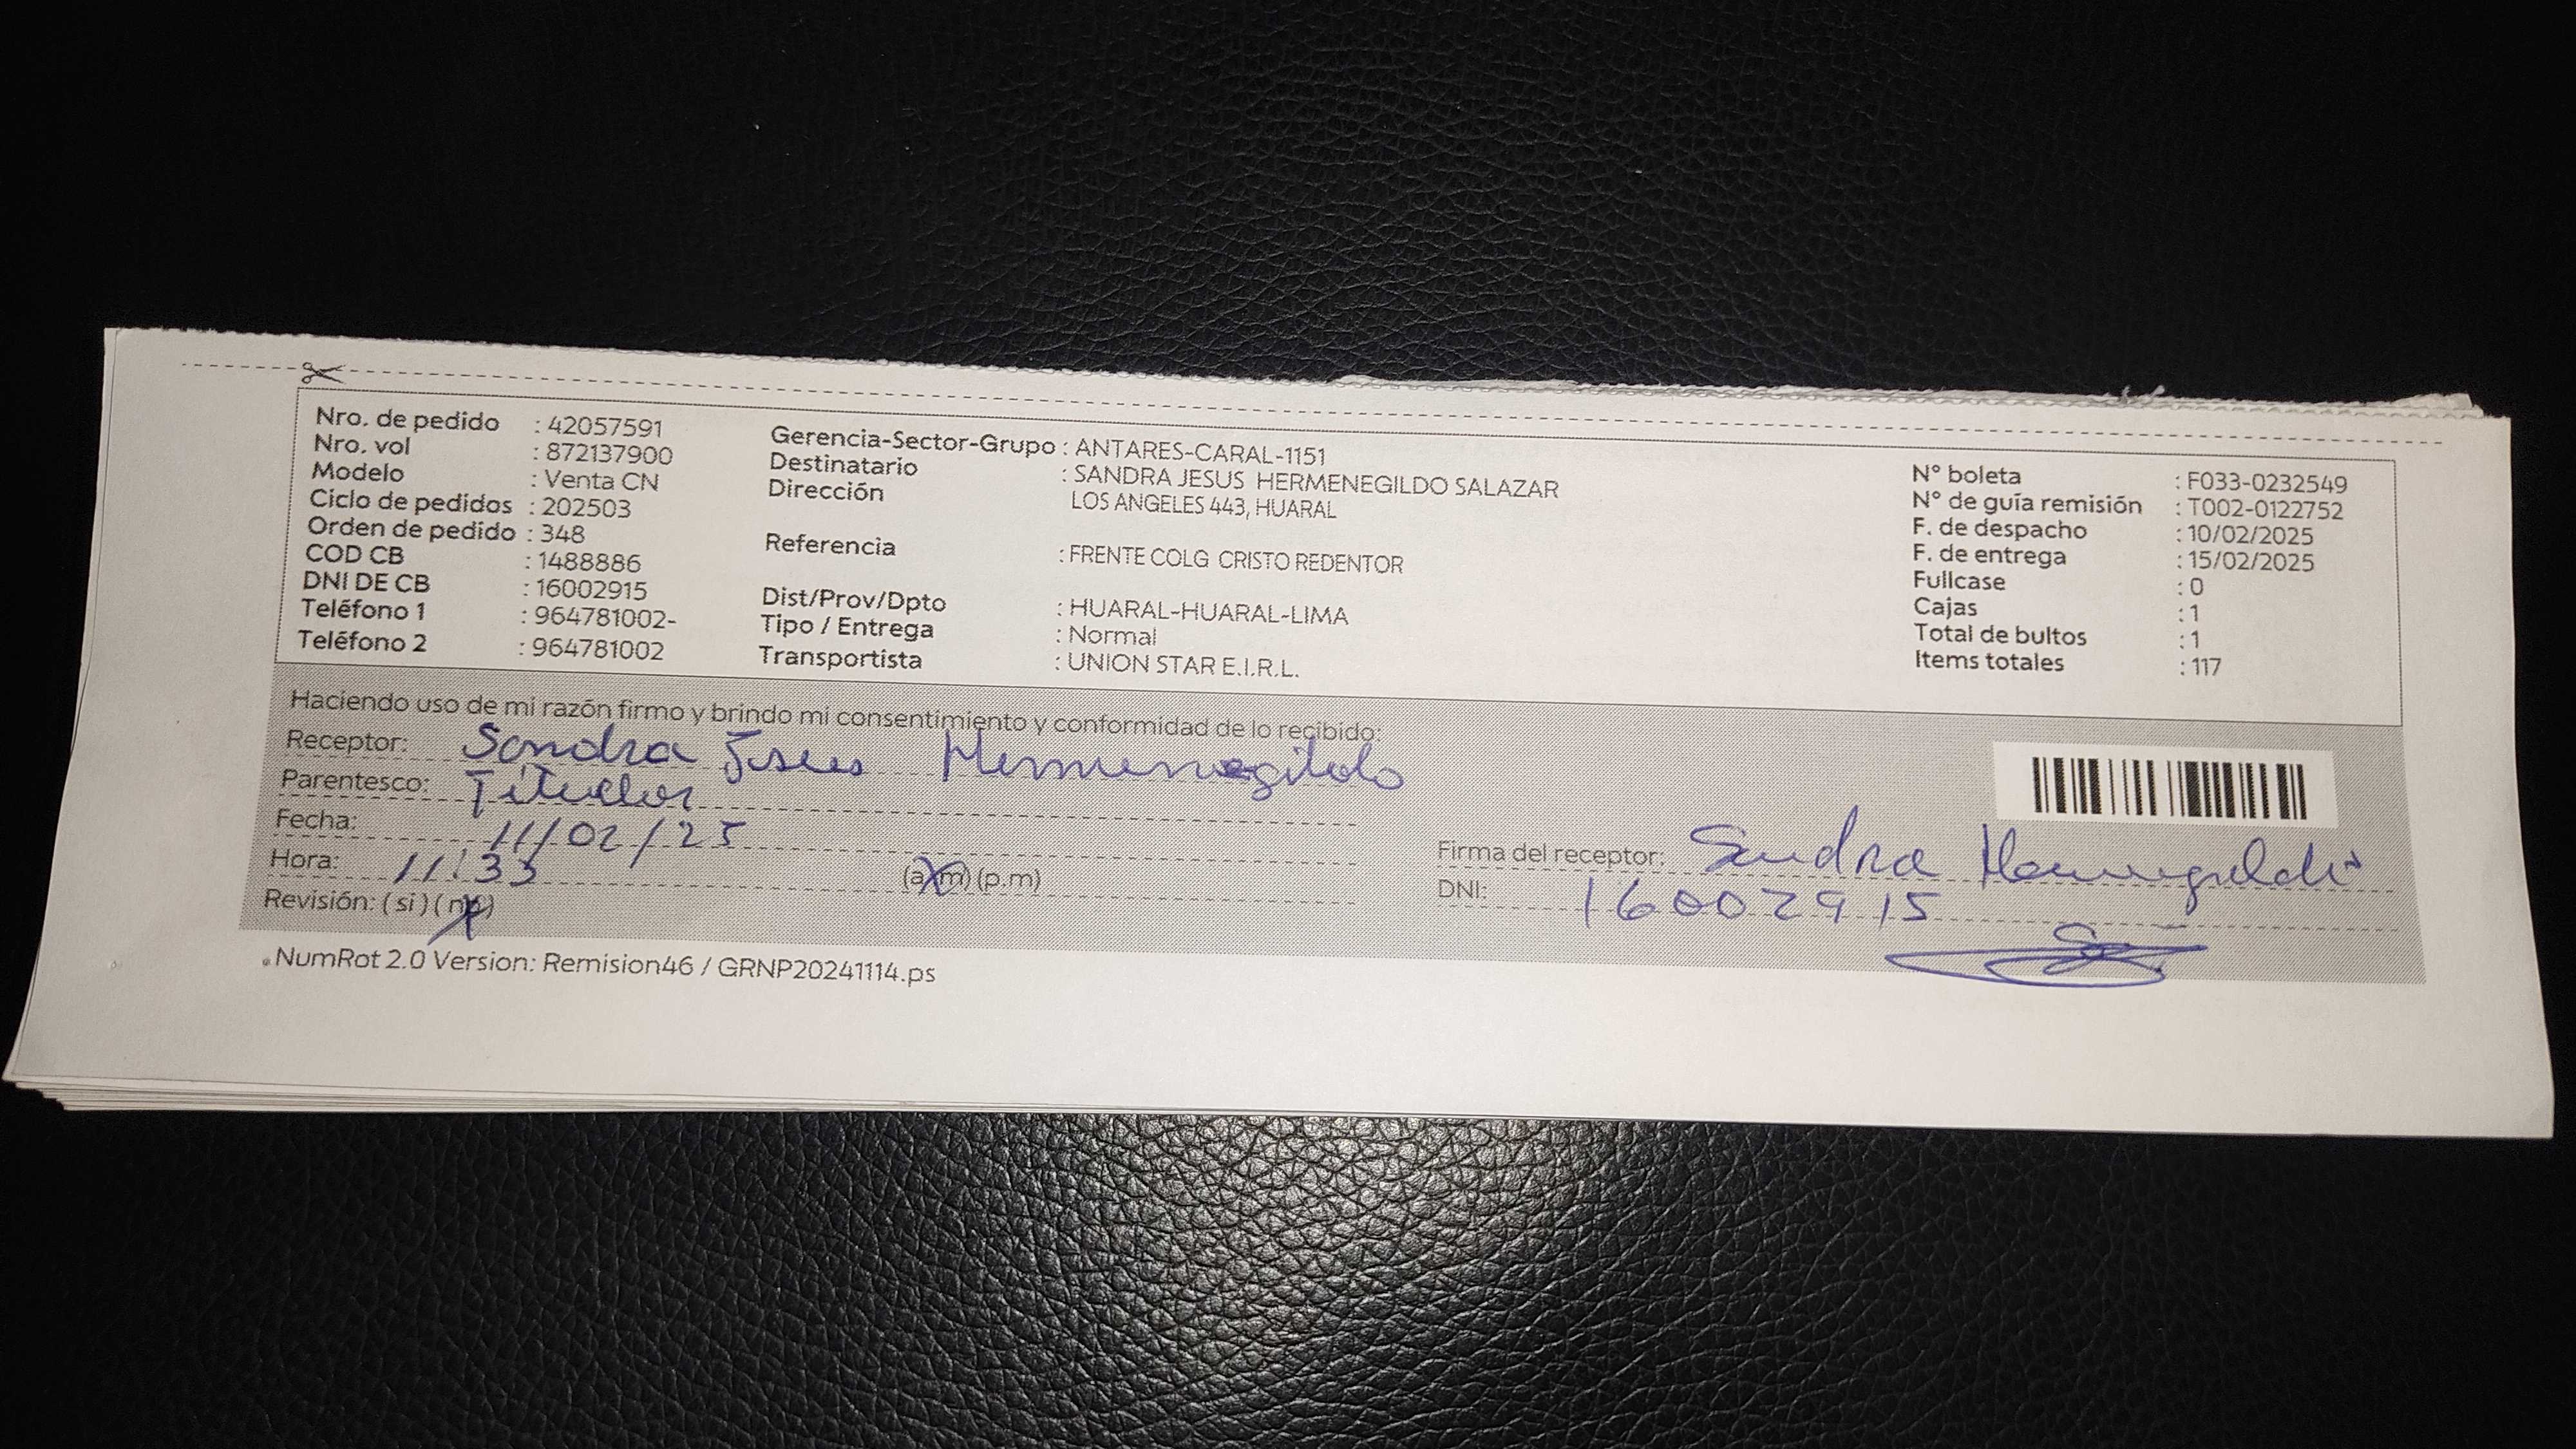 Nro. de pedido : 42057591
Nro. vol : 872137900
Modelo : Venta CN
Ciclo de pedidos : 202503
Orden de pedido : 348
COD CB : 1488886
DNI DE CB : 16002915
Teléfono 1 : 964781002-
Teléfono 2 : 964781002
Gerencia-Sector-Grupo : ANTARES-CARAL-1151
Destinatario : SANDRA JESUS HERMENEGILDO SALAZAR
Dirección LOS ANGELES 443, HUARAL
Referencia : FRENTE COLG CRISTO REDENTOR
Dist/Prov/Dpto : HUARAL-HUARAL-LIMA
Tipo / Entrega : Normal
Transportista : UNION STAR E.I.R.L.
N° boleta : F033-0232549
N° de guía remisión : T002-0122752
F. de despacho : 10/02/2025
F. de entrega : 15/02/2025
Fullcase : 0
Cajas : 1
Total de bultos : 1
Items totales : 117
Haciendo uso de mi razón firmo y brindo mi consentimiento y conformidad de lo recibido:
Receptor: Sandra Jesus Hermenegildo
Parentesco: Titular
Fecha: 11/02/25
Hora: 11:33 (a.m) (p.m)
Revisión: ( si ) ( no )
Firma del receptor: Sandra Hermenegildo
DNI: 16002915
NumRot 2.0 Version: Remision46 / GRNP20241114.ps